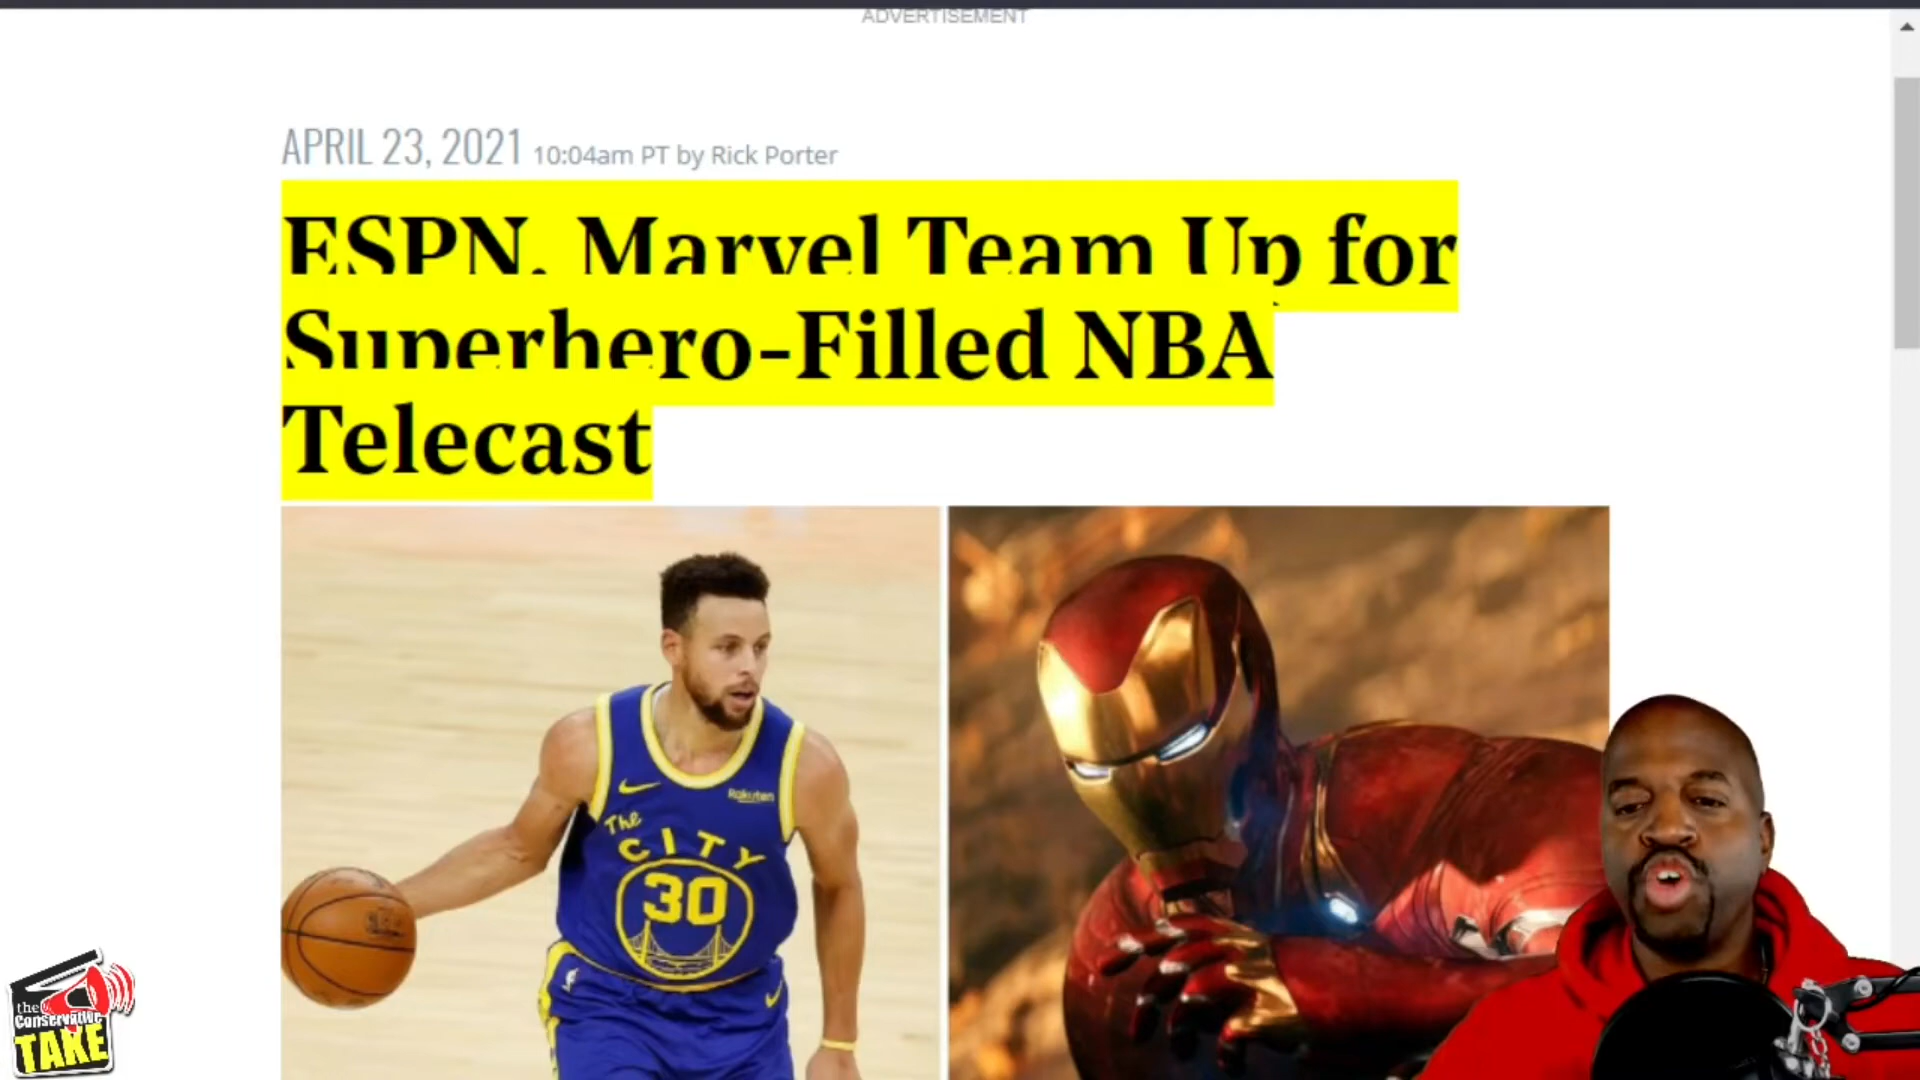 ADVERTISEMENT
APRIL 23, 2021 10:04am PT by Rick Porter
ESPN, Marvel Team Up for
Superhero-Filled NBA
Telecast
Rakuten
The
CITY
30
the
Conservative
TAKE